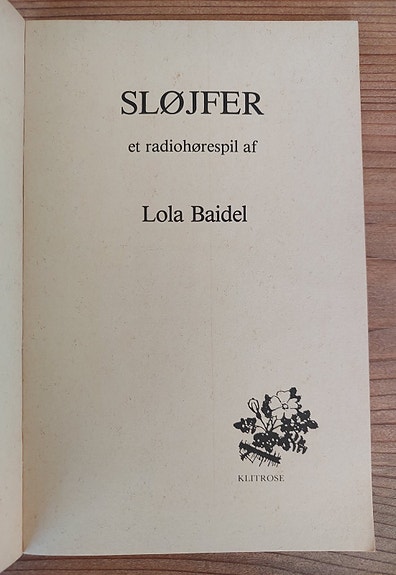 SLØJFER
et radiohørespil af
Lola Baidel
KLITROSE